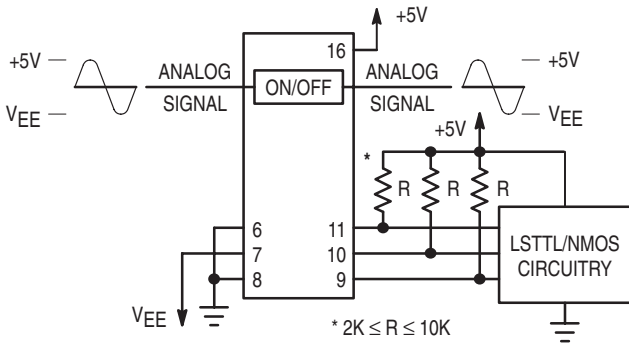 +5V
16
+5V
ANALOG
SIGNAL
ON/OFF
ANALOG
SIGNAL
+5V
VEE
VEE
+5V
*
R
R
R
6
11
7
10
8
9
LSTTL/NMOS
CIRCUITRY
VEE
* 2K ≤ R ≤ 10K